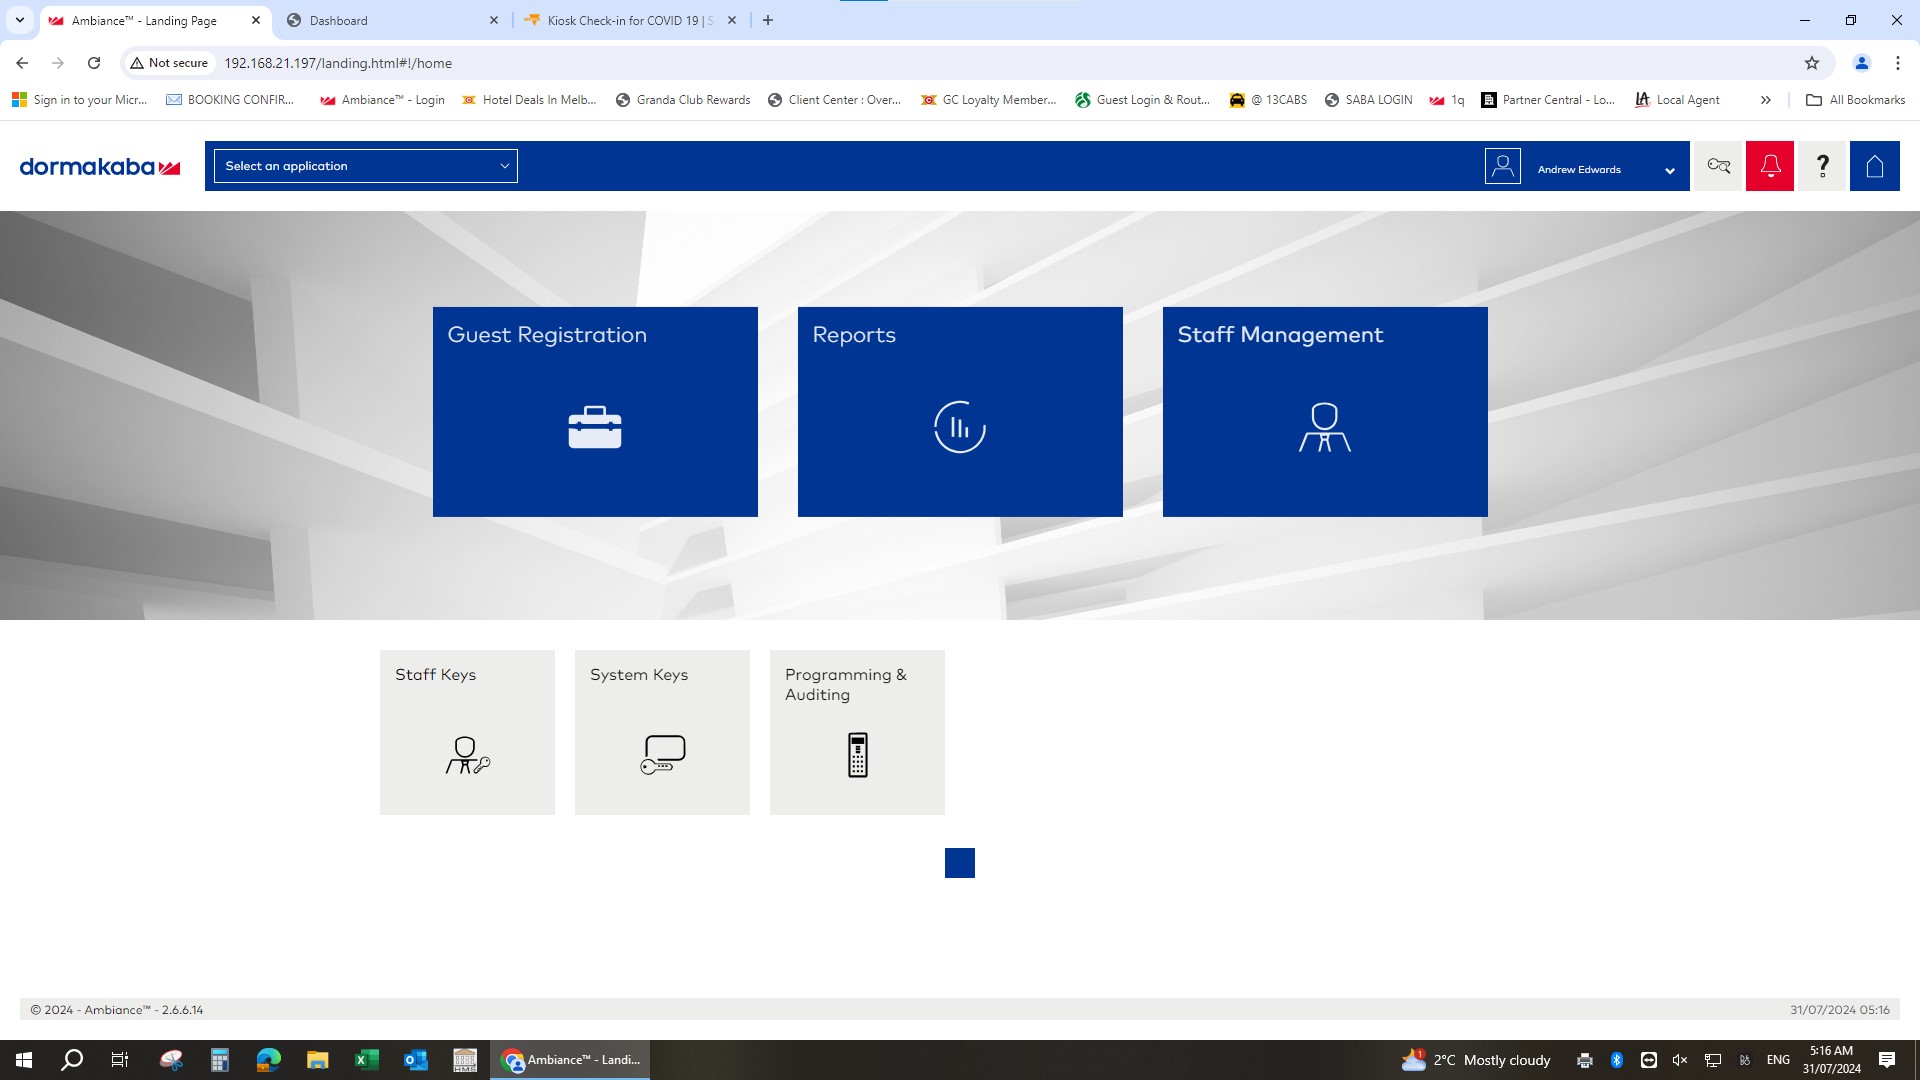 Ambiance™ - Landing Page
Dashboard
Kiosk Check-in for COVID 19 | S
Not secure
192.168.21.197/landing.html#!/home
Sign in to your Micr...
BOOKING CONFIR...
Ambiance™ - Login
Hotel Deals In Melb...
Granda Club Rewards
Client Center : Over...
GC Loyalty Member...
Guest Login & Rout...
@ 13CABS
SABA LOGIN
1q
Partner Central - Lo...
Local Agent
All Bookmarks
dormakaba
Select an application
Andrew Edwards
?
Guest Registration
Reports
Staff Management
Staff Keys
System Keys
Programming &
Auditing
© 2024 - Ambiance™ - 2.6.6.14
31/07/2024 05:16
HMS
Ambiance™ - Landi...
1
2°C Mostly cloudy
ENG
5:16 AM
31/07/2024